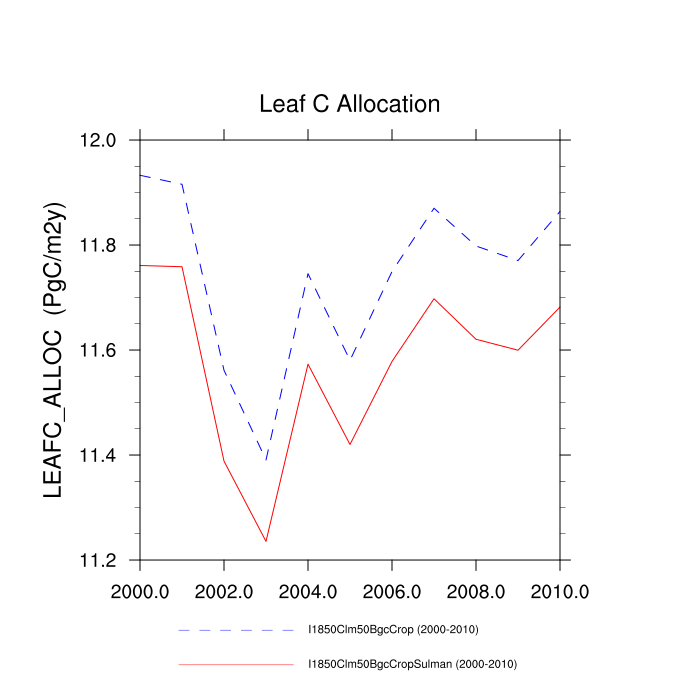 Leaf C Allocation
LEAFC_ALLOC (PgC/m2y)
12.0
11.8
11.6
11.4
11.2
2000.0 2002.0 2004.0 2006.0 2008.0 2010.0
I1850Clm50BgcCrop (2000-2010)
I1850Clm50BgcCropSulman (2000-2010)